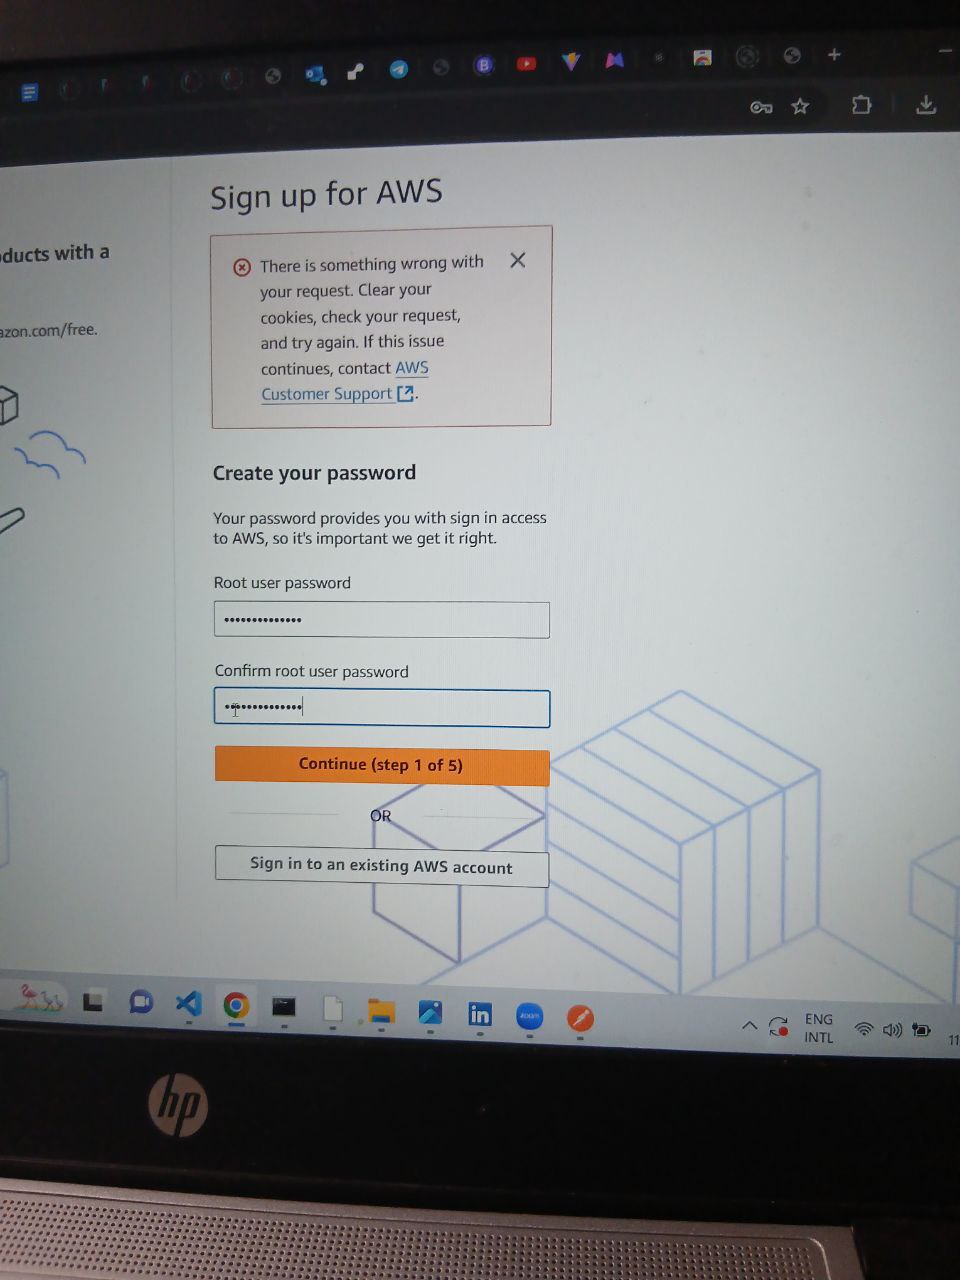 Sign up for AWS
ducts with a
azon.com/free.
There is something wrong with
your request. Clear your
cookies, check your request,
and try again. If this issue
continues, contact AWS
Customer Support.
Create your password
Your password provides you with sign in access
to AWS, so it's important we get it right.
Root user password
••••••••••••••
Confirm root user password
••••••••••••••
Continue (step 1 of 5)
OR
Sign in to an existing AWS account
B
in
zoom
ENG
INTL
11
hp